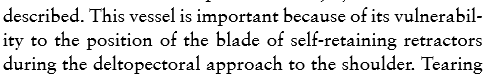 described. This vessel is important because of its vulnerabil-
ity to the position of the blade of self-retaining retractors
during the deltopectoral approach to the shoulder. Tearing